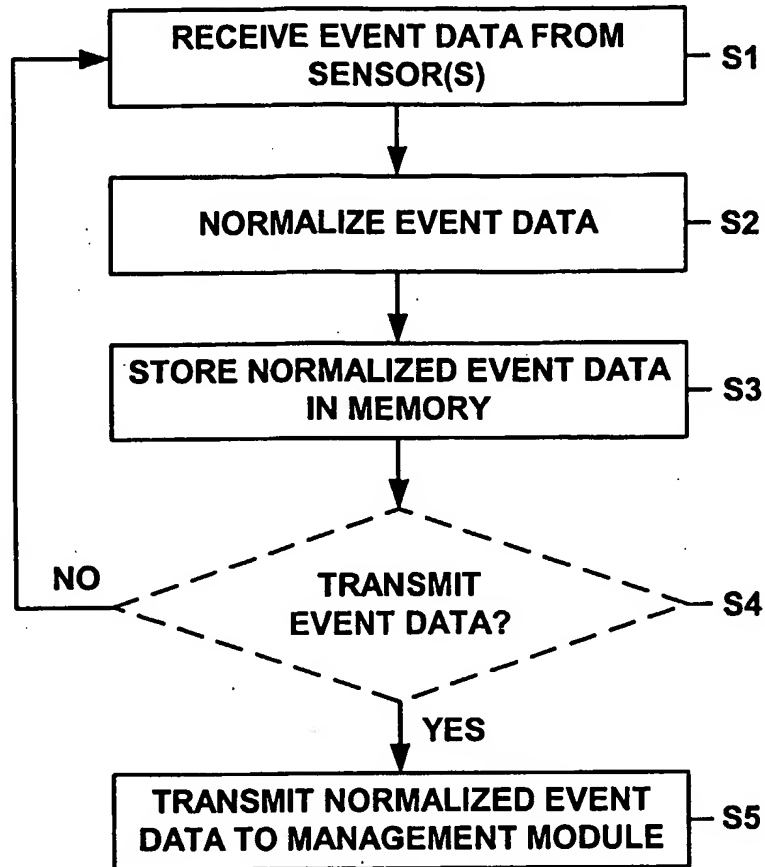 RECEIVE EVENT DATA FROM
SENSOR(S)
S1
NORMALIZE EVENT DATA
S2
STORE NORMALIZED EVENT DATA
IN MEMORY
S3
NO
TRANSMIT
EVENT DATA?
S4
YES
TRANSMIT NORMALIZED EVENT
DATA TO MANAGEMENT MODULE
S5